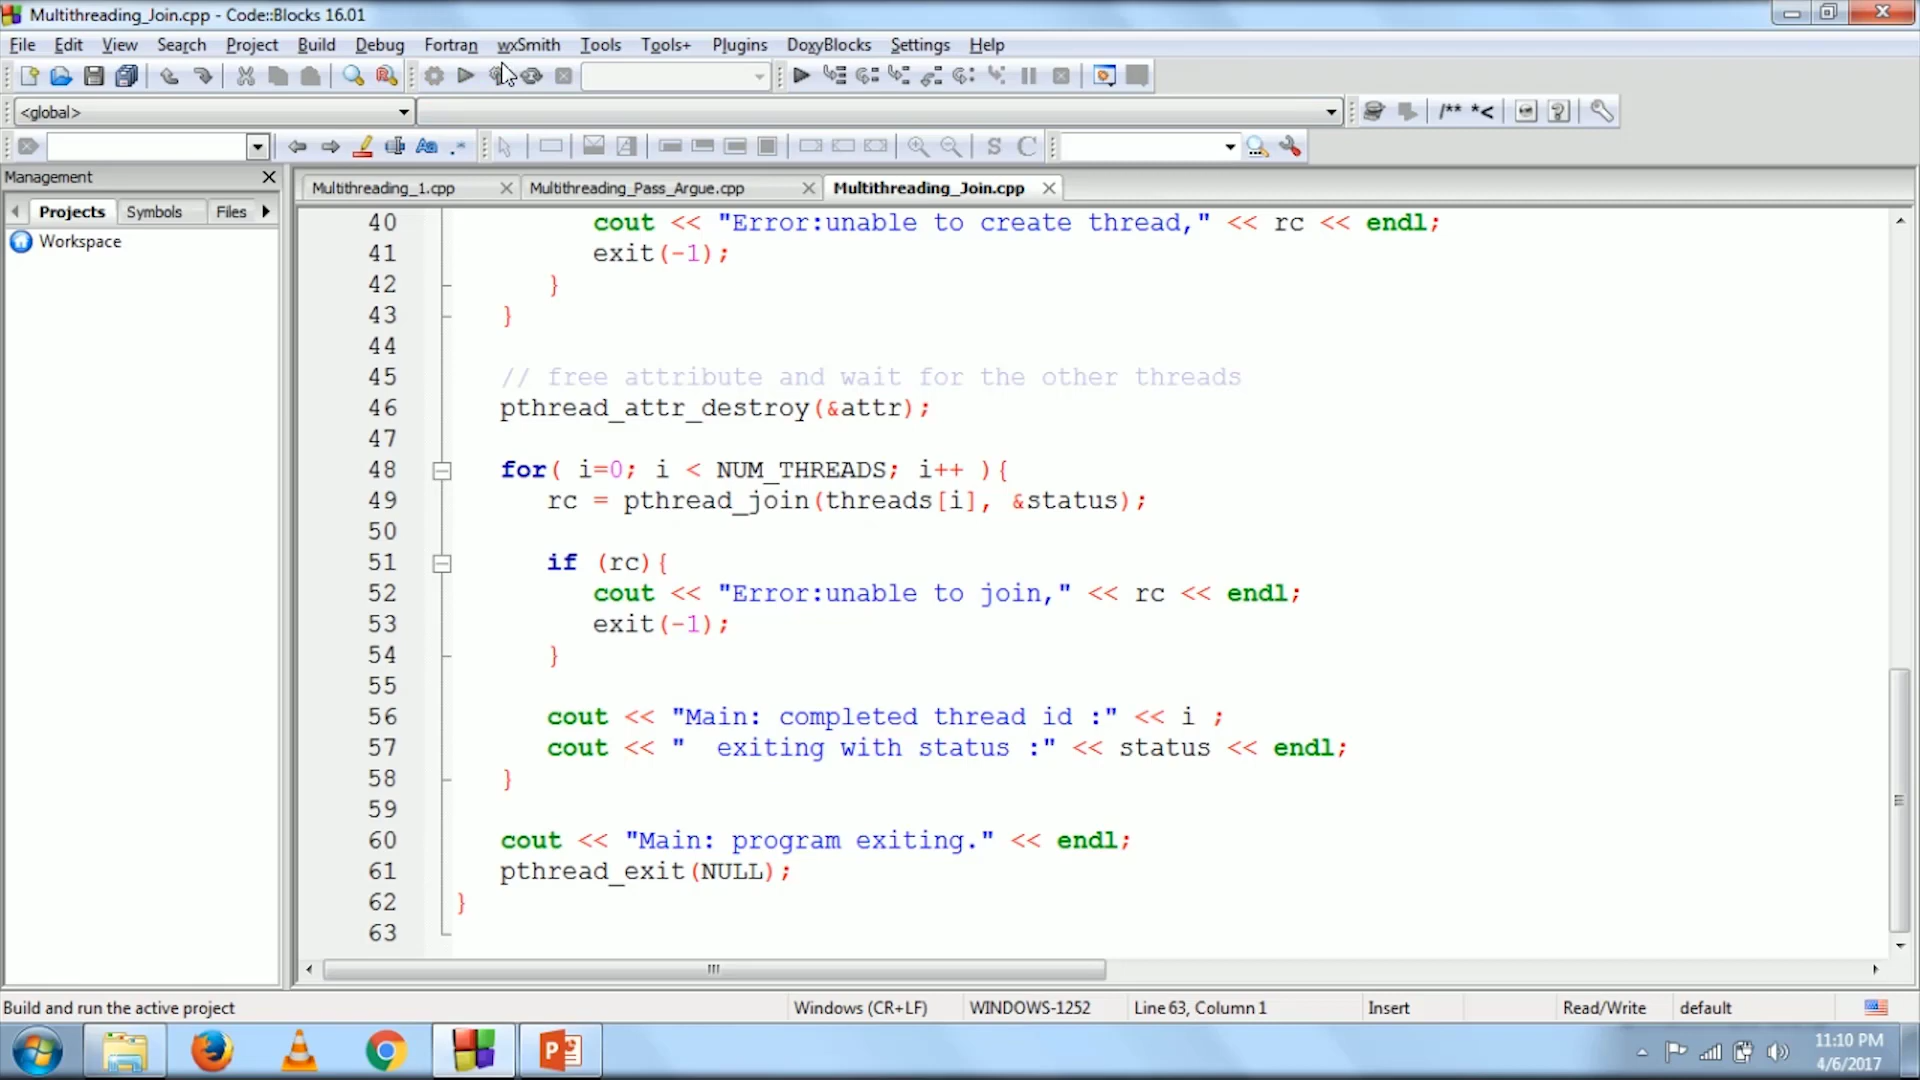 Multithreading_Join.cpp - Code::Blocks 16.01
File Edit View Search Project Build Debug Fortran wxSmith Tools Tools+ Plugins DoxyBlocks Settings Help
<global>
/** *<
S C
Management
Multithreading_1.cpp Multithreading_Pass_Argue.cpp Multithreading_Join.cpp
Projects Symbols Files
Workspace
40 cout << "Error:unable to create thread," << rc << endl;
41 exit(-1);
42 }
43 }
44
45 // free attribute and wait for the other threads
46 pthread_attr_destroy(&attr);
47
48 for( i=0; i < NUM_THREADS; i++ ){
49 rc = pthread_join(threads[i], &status);
50
51 if (rc){
52 cout << "Error:unable to join," << rc << endl;
53 exit(-1);
54 }
55
56 cout << "Main: completed thread id :" << i ;
57 cout << "  exiting with status :" << status << endl;
58 }
59
60 cout << "Main: program exiting." << endl;
61 pthread_exit(NULL);
62 }
63
Build and run the active project Windows (CR+LF) WINDOWS-1252 Line 63, Column 1 Insert Read/Write default
11:10 PM
4/6/2017